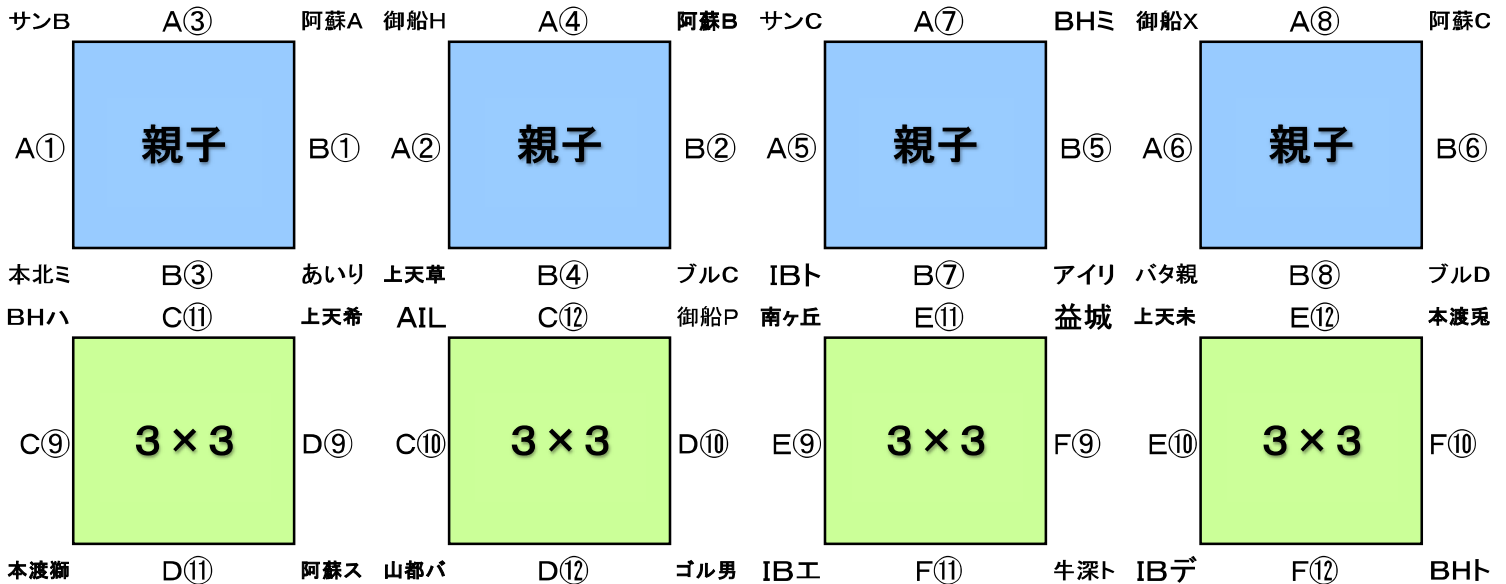 サンB A③ 阿蘇A 御船H A④ 阿蘇B サンC A⑦ BHミ 御船X A⑧ 阿蘇C
A① 親子 B① A② 親子 B② A⑤ 親子 B⑤ A⑥ 親子 B⑥
本北ミ B③ あいり 上天草 B④ ブルC IBト B⑦ アイリ バタ親 B⑧ ブルD
BHハ C⑪ 上天希 AIL C⑫ 御船P 南ヶ丘 E⑪ 益城 上天未 E⑫ 本渡兎
C⑨ 3×3 D⑨ C⑩ 3×3 D⑩ E⑨ 3×3 F⑨ E⑩ 3×3 F⑩
本渡獅 D⑪ 阿蘇ス 山都バ D⑫ ゴル男 IBエ F⑪ 牛深ト IBデ F⑫ BHト